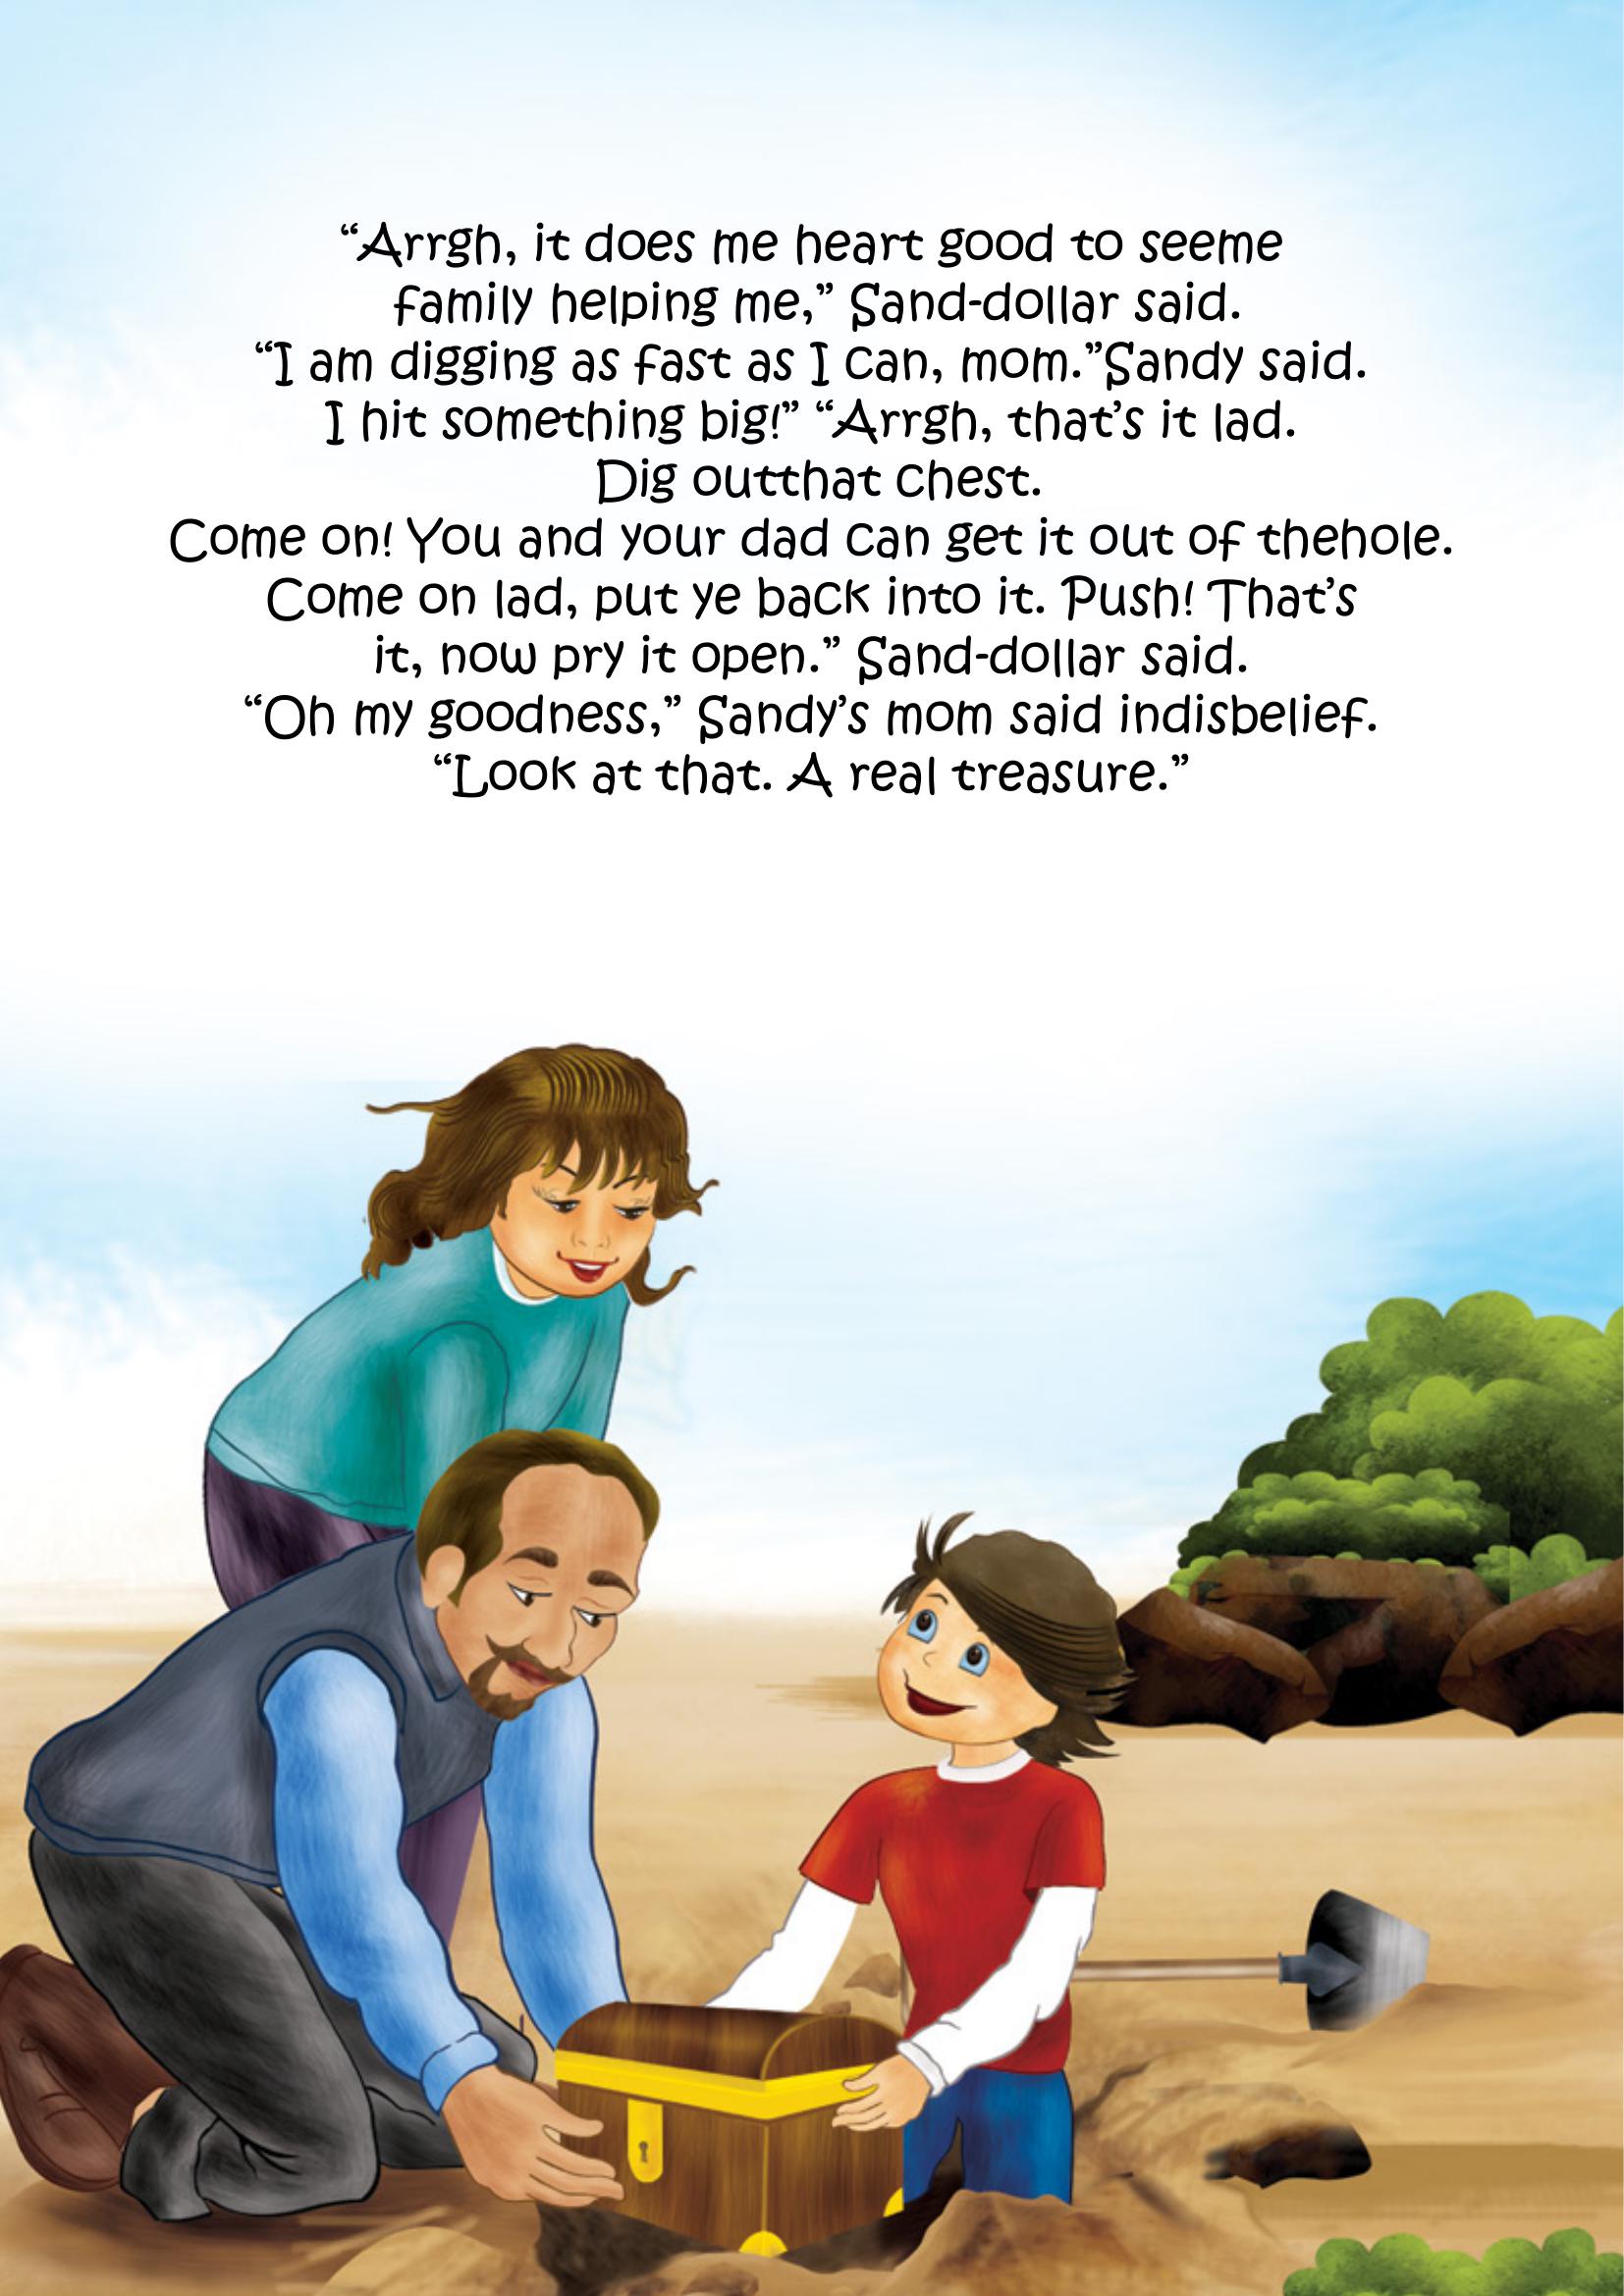 “Arrgh, it does me heart good to seeme
family helping me,” Sand-dollar said.
“I am digging as fast as I can, mom.”Sandy said.
I hit something big!” “Arrgh, that’s it lad.
Dig outthat chest.
Come on! You and your dad can get it out of thehole.
Come on lad, put ye back into it. Push! That’s
it, now pry it open.” Sand-dollar said.
“Oh my goodness,” Sandy’s mom said indisbelief.
“Look at that. A real treasure.”